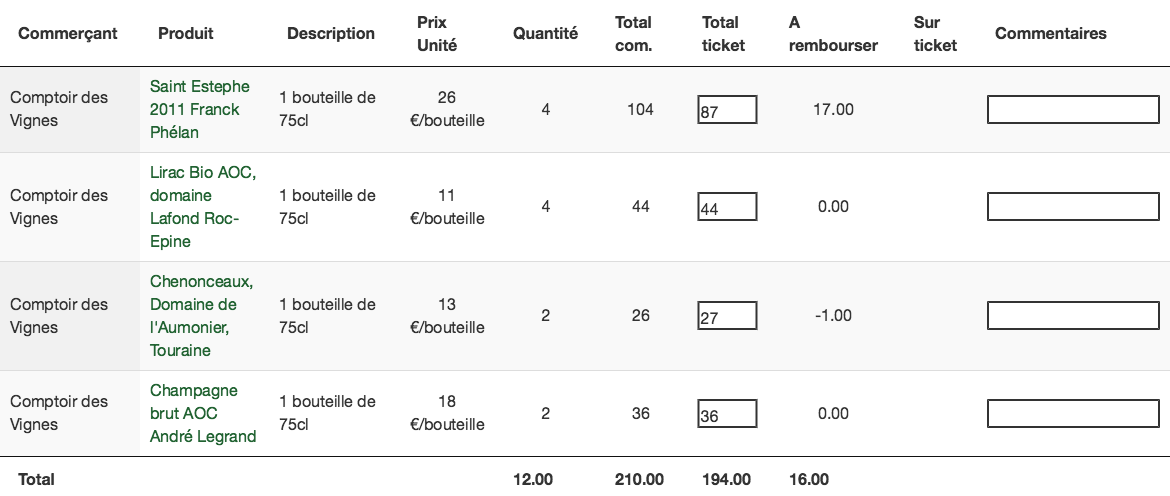 Commerçant Produit Description Prix Unité Quantité Total com. Total ticket A rembourser Sur ticket Commentaires
Comptoir des Vignes Saint Estephe 2011 Franck Phélan 1 bouteille de 75cl 26 €/bouteille 4 104 87 17.00
Comptoir des Vignes Lirac Bio AOC, domaine Lafond Roc-Epine 1 bouteille de 75cl 11 €/bouteille 4 44 44 0.00
Comptoir des Vignes Chenonceaux, Domaine de l'Aumonier, Touraine 1 bouteille de 75cl 13 €/bouteille 2 26 27 -1.00
Comptoir des Vignes Champagne brut AOC André Legrand 1 bouteille de 75cl 18 €/bouteille 2 36 36 0.00
Total 12.00 210.00 194.00 16.00